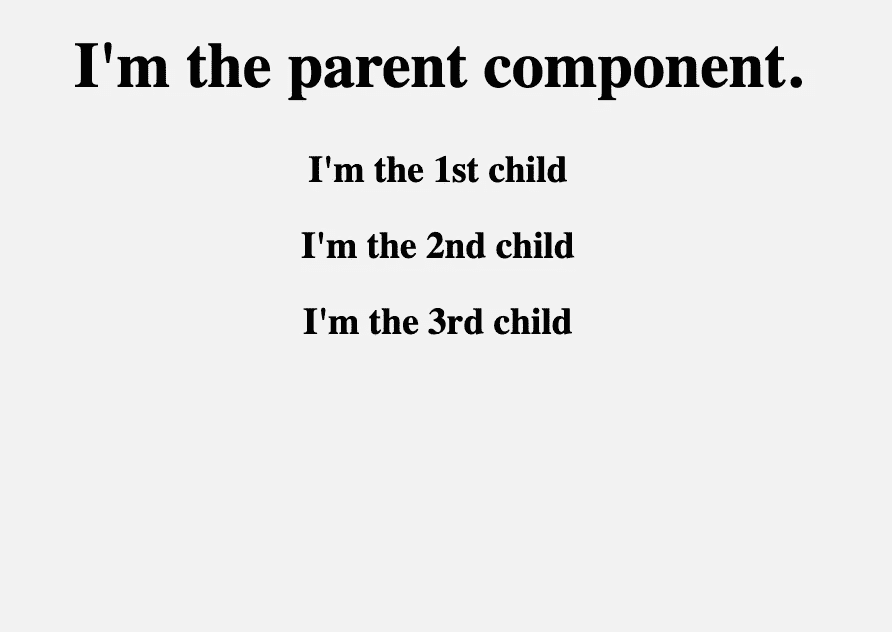 I'm the parent component.
I'm the 1st child
I'm the 2nd child
I'm the 3rd child